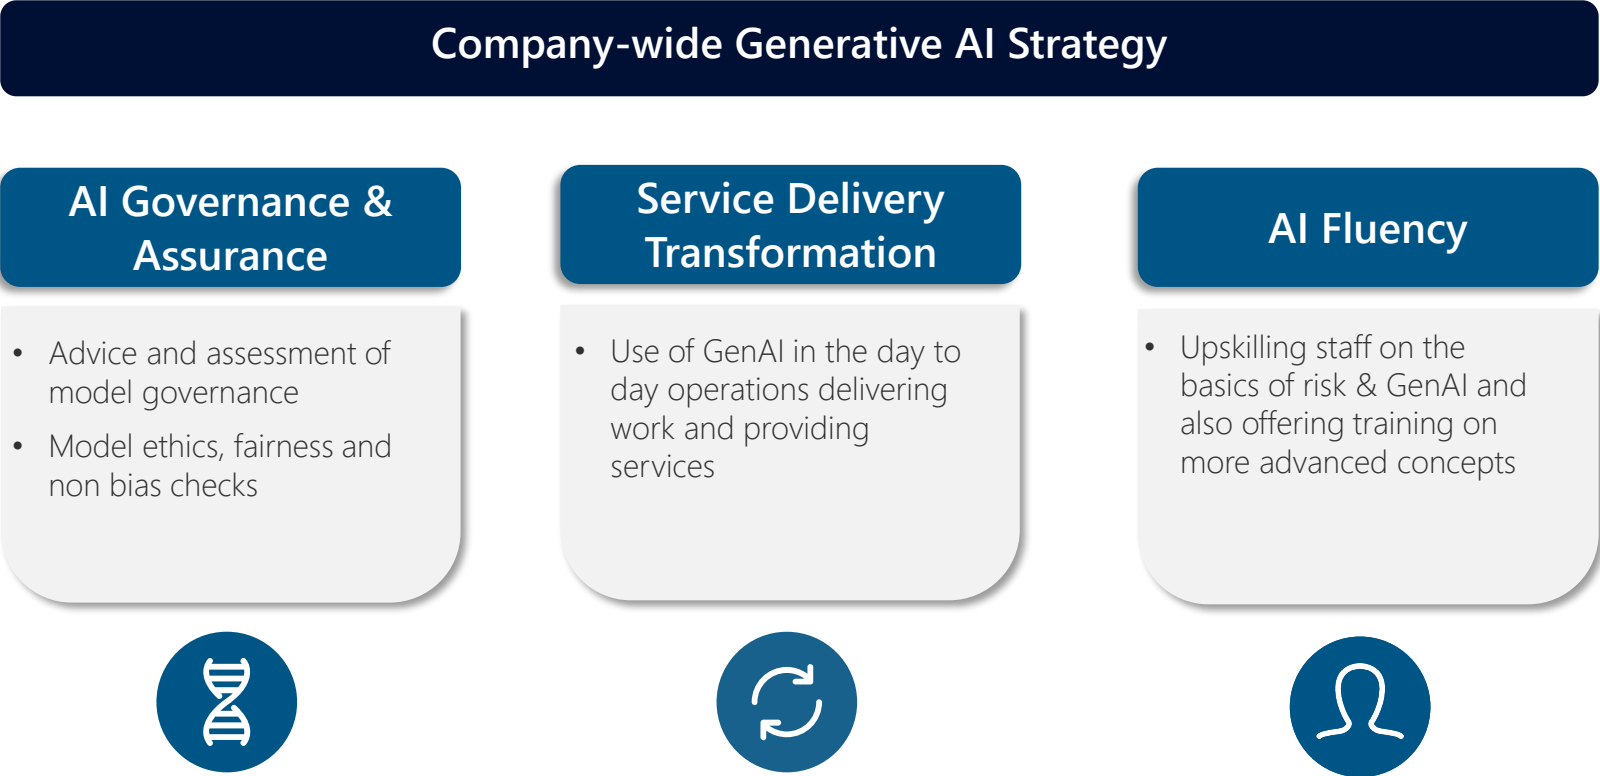 Company-wide Generative AI Strategy
AI Governance &
Assurance
• Advice and assessment of
model governance
• Model ethics, fairness and
non bias checks
Service Delivery
Transformation
• Use of GenAI in the day to
day operations delivering
work and providing
services
AI Fluency
• Upskilling staff on the
basics of risk & GenAI and
also offering training on
more advanced concepts